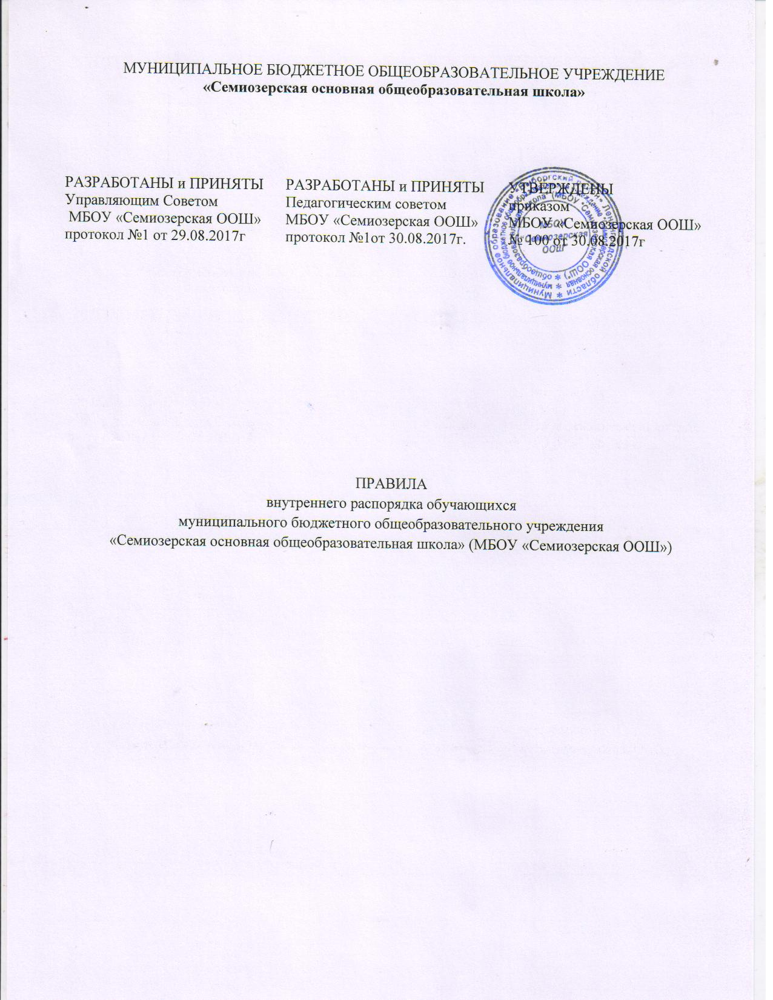 МУНИЦИПАЛЬНОЕ БЮДЖЕТНОЕ ОБЩЕОБРАЗОВАТЕЛЬНОЕ УЧРЕЖДЕНИЕ
«Семиозерская основная общеобразовательная школа»
РАЗРАБОТАНЫ и ПРИНЯТЫ
Управляющим Советом
МБОУ «Семиозерская ООШ»
протокол №1 от 29.08.2017г
РАЗРАБОТАНЫ и ПРИНЯТЫ
Педагогическим советом
МБОУ «Семиозерская ООШ»
протокол №1от 30.08.2017г.
УТВЕРЖДЕНЫ
приказом
МБОУ «Семиозерская ООШ»
№ 100 от 30.08.2017г
МБОУ
"Семиозерская
ООШ"
ПРАВИЛА
внутреннего распорядка обучающихся
муниципального бюджетного общеобразовательного учреждения
«Семиозерская основная общеобразовательная школа» (МБОУ «Семиозерская ООШ»)